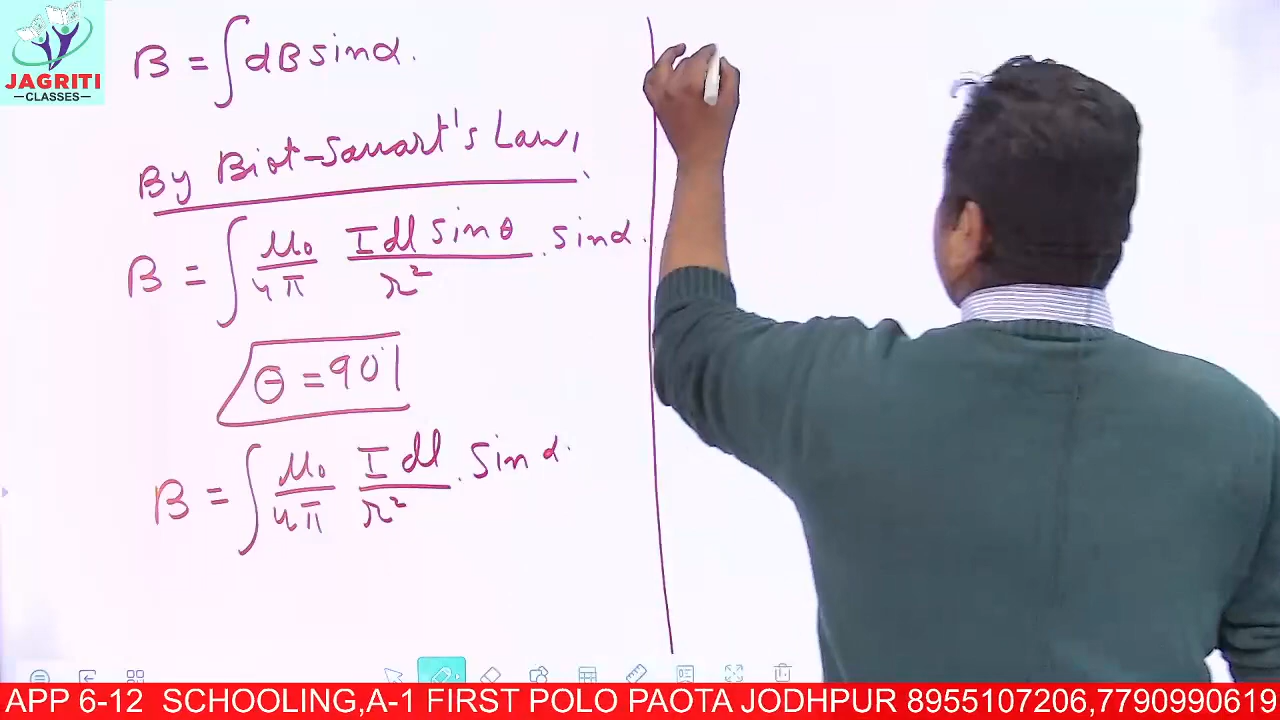 JAGRITI
—CLASSES—
B = ∫ dB sinα.
By Biot-Savart's Law,
B = ∫ μ₀/4π Idl sinθ/r² . sinα.
θ = 90°
B = ∫ μ₀/4π Idl/r² . sin α.
APP 6-12 SCHOOLING,A-1 FIRST POLO PAOTA JODHPUR 8955107206,7790990619